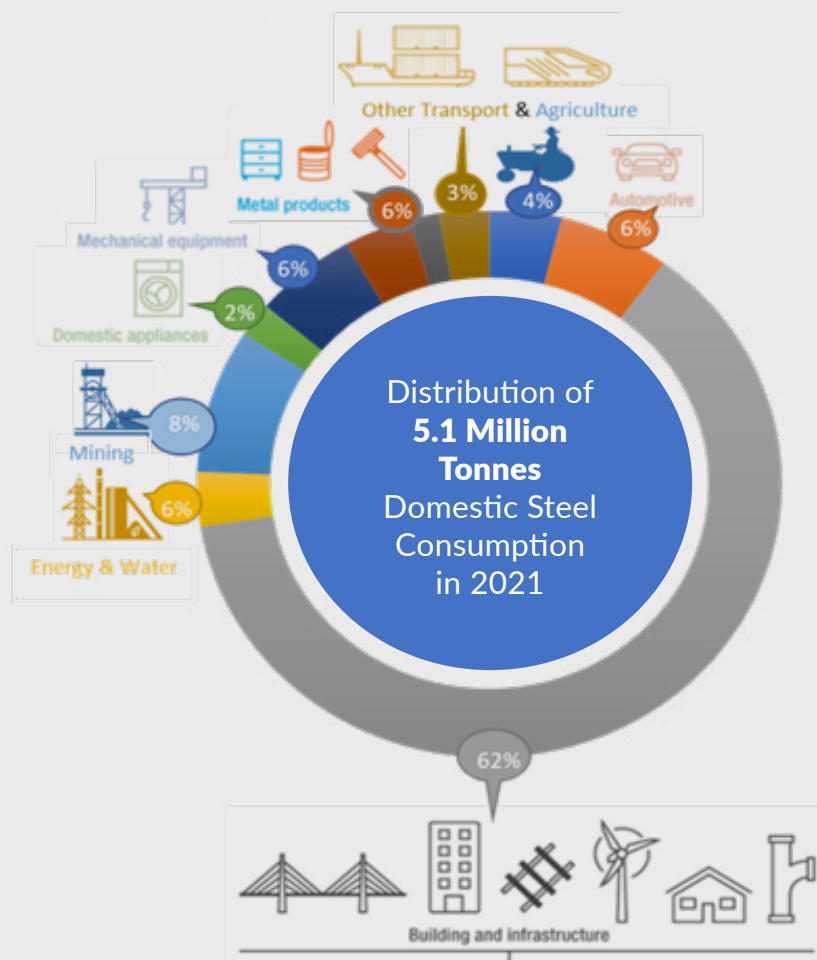 Other Transport & Agriculture
3%
4%
Automotive
6%
Metal products
6%
Mechanical equipment
6%
Domestic appliances
2%
Mining
8%
Energy & Water
6%
Distribution of
5.1 Million
Tonnes
Domestic Steel
Consumption
in 2021
62%
Building and infrastructure